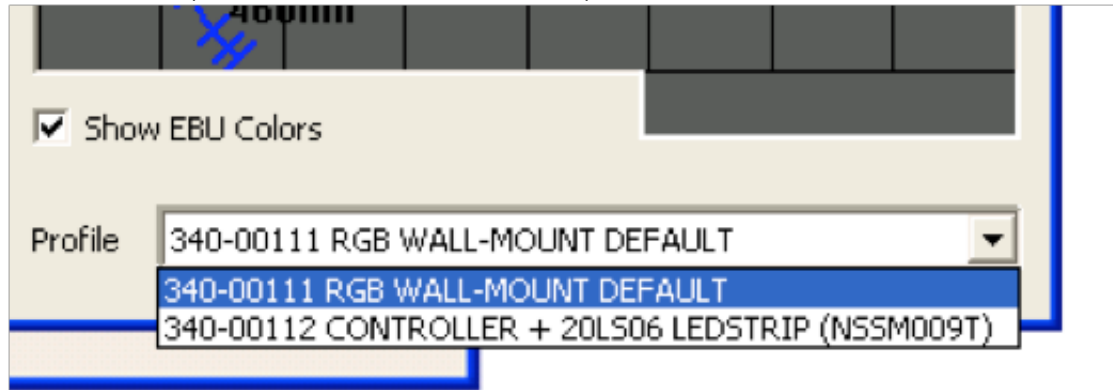 460nm
Show EBU Colors
Profile
340-00111 RGB WALL-MOUNT DEFAULT
340-00111 RGB WALL-MOUNT DEFAULT
340-00112 CONTROLLER + 20LS06 LEDSTRIP (NSSM009T)